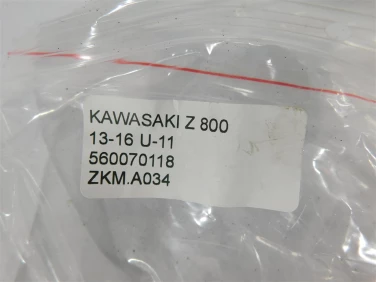 KAWASAKI Z 800
13-16 U-11
560070118
ZKM.A034